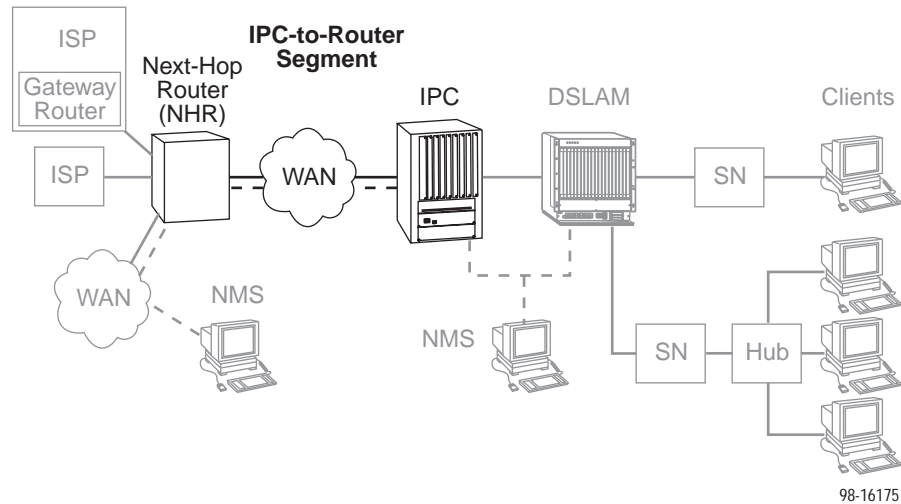 ISP
Gateway
Router
ISP
Next-Hop
Router
(NHR)
IPC-to-Router
Segment
WAN
IPC
DSLAM
Clients
SN
WAN
NMS
NMS
SN
Hub
98-16175